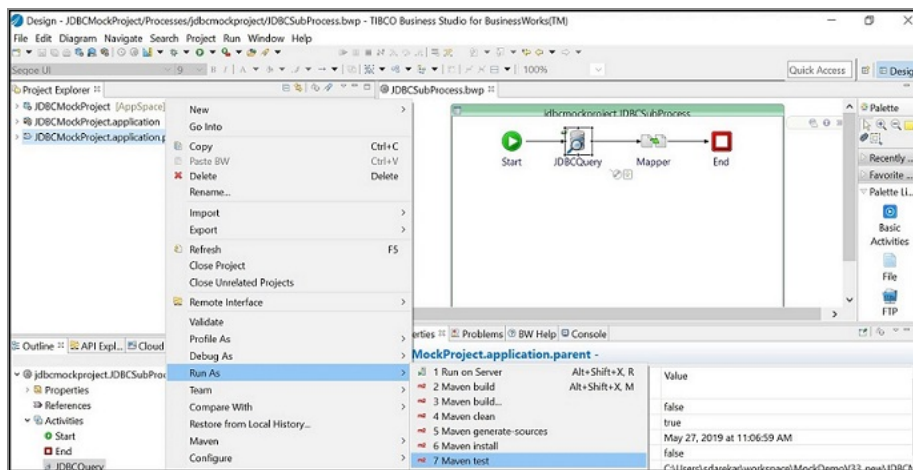 Design - JDBCMockProject/Processes/jdbcmockproject/JDBCSubProcess.bwp - TIBCO Business Studio for BusinessWorks(TM)
File Edit Diagram Navigate Search Project Run Window Help
Segoe UI 9 B I A 100% Quick Access Desig
Project Explorer
JDBCMockProject [AppSpace]
JDBCMockProject.application
JDBCMockProject.application.p
New
Go Into
Copy Ctrl+C
Paste BW Ctrl+V
Delete Delete
Rename...
Import
Export
Refresh F5
Close Project
Close Unrelated Projects
Remote Interface
Validate
Profile As
Debug As
Run As
Team
Compare With
Restore from Local History...
Maven
Configure
JDBCSubProcess.bwp
jdbcmockproject.JDBCSubProcess
Start JDBCQuery Mapper End
Palette
Recently ...
Favorite ...
Palette Li...
Basic
Activities
File
FTP
Outline API Expl... Cloud
jdbcmockproject.JDBCSubProc
Properties
References
Activities
Start
End
JDBCQuery
erties Problems BW Help Console
MockProject.application.parent -
1 Run on Server Alt+Shift+X, R
2 Maven build Alt+Shift+X, M
3 Maven build...
4 Maven clean
5 Maven generate-sources
6 Maven install
7 Maven test
Value
false
true
May 27, 2019 at 11:06:59 AM
false